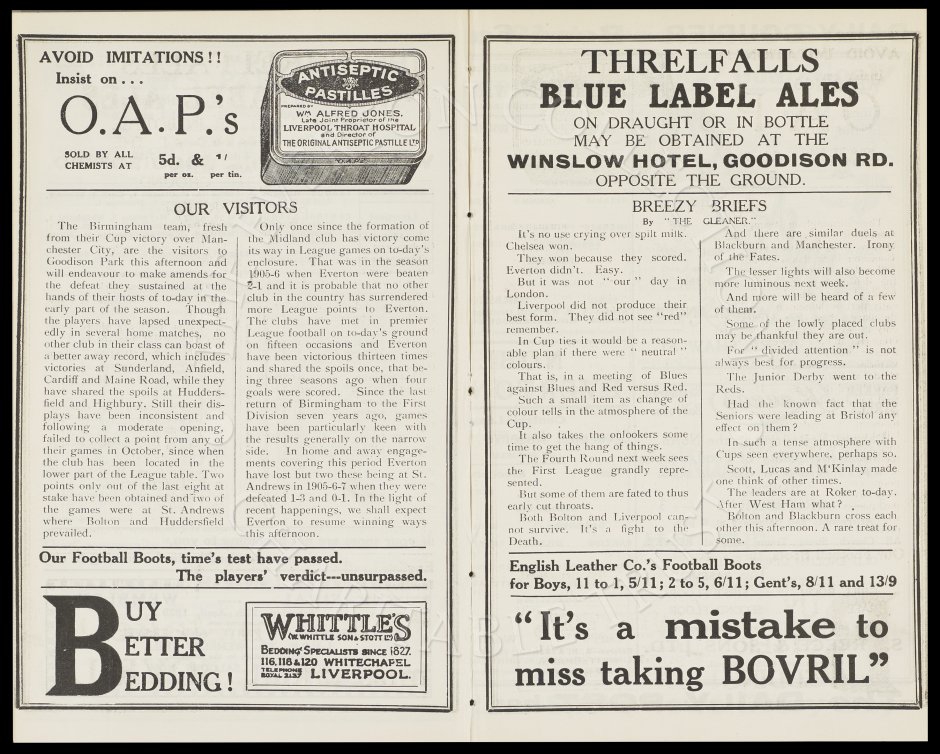 AVOID IMITATIONS!!
Insist on . . .
O.A.P.'s
SOLD BY ALL
CHEMISTS AT
5d. & 1/
per oz. per tin.
ANTISEPTIC
PASTILLES
PREPARED BY
WM ALFRED JONES.
Late Joint Proprietor of the
LIVERPOOL THROAT HOSPITAL
and Director of
THE ORIGINAL ANTISEPTIC PASTILLE LTD
"O.A.P."
OUR VISITORS
The Birmingham team, fresh
from their Cup victory over Man-
chester City, are the visitors to
Goodison Park this afternoon and
will endeavour to make amends for
the defeat they sustained at the
hands of their hosts of to-day in the
early part of the season. Though
the players have lapsed unexpect-
edly in several home matches, no
other club in their class can boast of
a better away record, which includes
victories at Sunderland, Anfield,
Cardiff and Maine Road, while they
have shared the spoils at Hudders-
field and Highbury. Still their dis-
plays have been inconsistent and
following a moderate opening,
failed to collect a point from any of
their games in October, since when
the club has been located in the
lower part of the League table. Two
points only out of the last eight at
stake have been obtained and two of
the games were at St. Andrews
where Bolton and Huddersfield
prevailed.
Only once since the formation of
the Midland club has victory come
its way in League games on to-day's
enclosure. That was in the season
1905-6 when Everton were beaten
2-1 and it is probable that no other
club in the country has surrendered
more League points to Everton.
The clubs have met in premier
League football on to-day's ground
on fifteen occasions and Everton
have been victorious thirteen times
and shared the spoils once, that be-
ing three seasons ago when four
goals were scored. Since the last
return of Birmingham to the First
Division seven years ago, games
have been particularly keen with
the results generally on the narrow
side. In home and away engage-
ments covering this period Everton
have lost but two these being at St.
Andrews in 1905-6-7 when they were
defeated 1-3 and 0-1. In the light of
recent happenings, we shall expect
Everton to resume winning ways
this afternoon.
Our Football Boots, time's test have passed.
The players' verdict---unsurpassed.
BUY
BETTER
BEDDING!
WHITTLE'S
(W. WHITTLE SON & STOTT LTD)
BEDDING SPECIALISTS SINCE 1827.
116, 118 & 120 WHITECHAPEL
TELEPHONE
ROYAL 2137 LIVERPOOL.
THRELFALLS
BLUE LABEL ALES
ON DRAUGHT OR IN BOTTLE
MAY BE OBTAINED AT THE
WINSLOW HOTEL, GOODISON RD.
OPPOSITE THE GROUND.
BREEZY BRIEFS
By "THE GLEANER."
It's no use crying over spilt milk.
Chelsea won.
They won because they scored.
Everton didn't. Easy.
But it was not "our" day in
London.
Liverpool did not produce their
best form. They did not see "red"
remember.
In Cup ties it would be a reason-
able plan if there were "neutral"
colours.
That is, in a meeting of Blues
against Blues and Red versus Red.
Such a small item as change of
colour tells in the atmosphere of the
Cup.
It also takes the onlookers some
time to get the hang of things.
The Fourth Round next week sees
the First League grandly repre-
sented.
But some of them are fated to thus
early cut throats.
Both Bolton and Liverpool can-
not survive. It's a fight to the
Death.
And there are similar duels at
Blackburn and Manchester. Irony
of the Fates.
The lesser lights will also become
more luminous next week.
And more will be heard of a few
of them.
Some of the lowly placed clubs
may be thankful they are out.
For "divided attention" is not
always best for progress.
The Junior Derby went to the
Reds.
Had the known fact that the
Seniors were leading at Bristol any
effect on them?
In such a tense atmosphere with
Cups seen everywhere, perhaps so.
Scott, Lucas and M'Kinlay made
one think of other times.
The leaders are at Roker to-day.
After West Ham what?
Bolton and Blackburn cross each
other this afternoon. A rare treat for
some.
English Leather Co.'s Football Boots
for Boys, 11 to 1, 5/11; 2 to 5, 6/11; Gent's, 8/11 and 13/9
"It's a mistake to
miss taking BOVRIL"